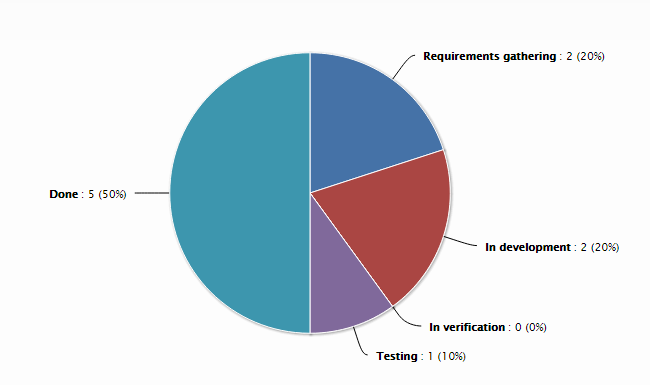 Requirements gathering : 2 (20%)
Done : 5 (50%)
In development : 2 (20%)
In verification : 0 (0%)
Testing : 1 (10%)